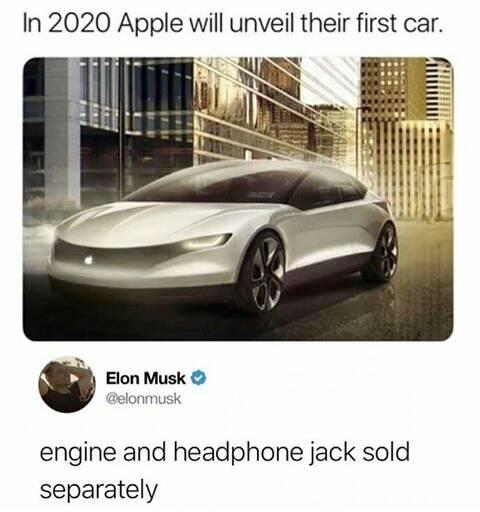 In 2020 Apple will unveil their first car.
Elon Musk
@elonmusk
engine and headphone jack sold
separately